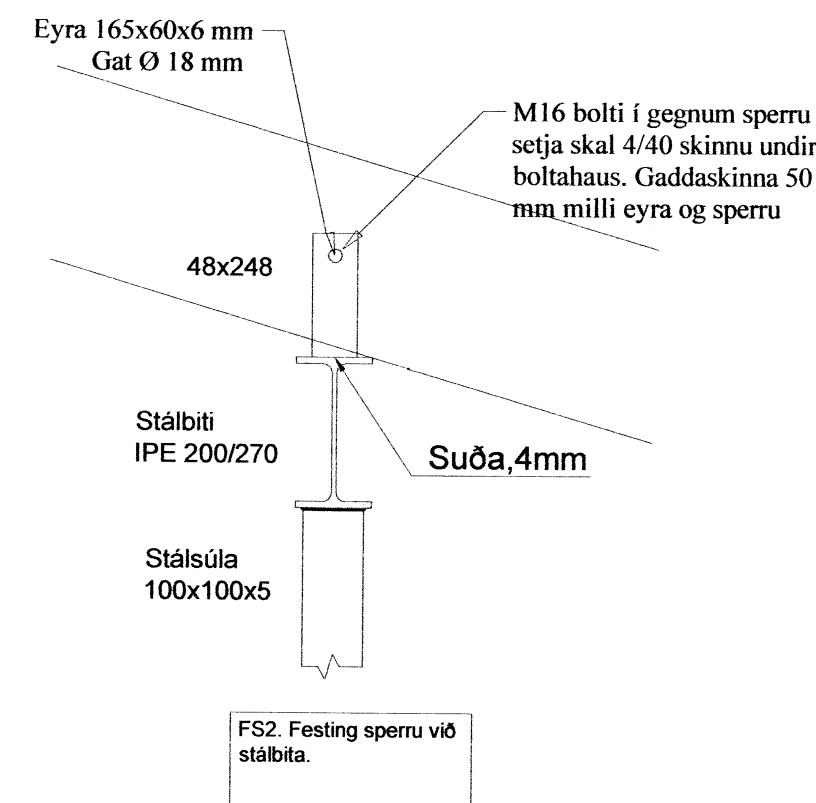 Eyra 165x60x6 mm
Gat Ø 18 mm
M16 bolti í gegnum sperru
setja skal 4/40 skinnu undir
boltahaus. Gaddaskinna 50
mm milli eyra og sperru
48x248
Stálbiti
IPE 200/270
Suða,4mm
Stálsúla
100x100x5
FS2. Festing sperru við
stálbita.